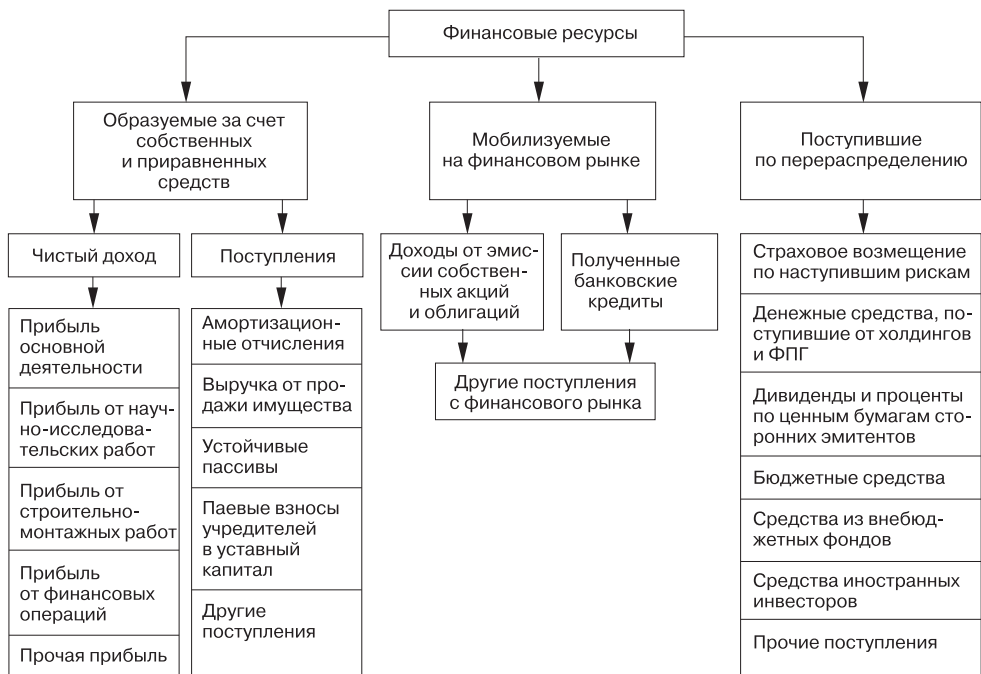 Финансовые ресурсы
Образуемые за счет
собственных
и приравненных
средств
Мобилизуемые
на финансовом рынке
Поступившие
по перераспределению
Чистый доход
Прибыль
основной
деятельности
Прибыль от науч-
но-исследова-
тельских работ
Прибыль от
строительно-
монтажных работ
Прибыль
от финансовых
операций
Прочая прибыль
Поступления
Амортизацион-
ные отчисления
Выручка от про-
дажи имущества
Устойчивые
пассивы
Паевые взносы
учредителей
в уставный
капитал
Другие
поступления
Доходы от эмис-
сии собствен-
ных акций
и облигаций
Полученные
банковские
кредиты
Другие поступления
с финансового рынка
Страховое возмещение
по наступившим рискам
Денежные средства, по-
ступившие от холдингов
и ФПГ
Дивиденды и проценты
по ценным бумагам сто-
ронних эмитентов
Бюджетные средства
Средства из внебюд-
жетных фондов
Средства иностранных
инвесторов
Прочие поступления